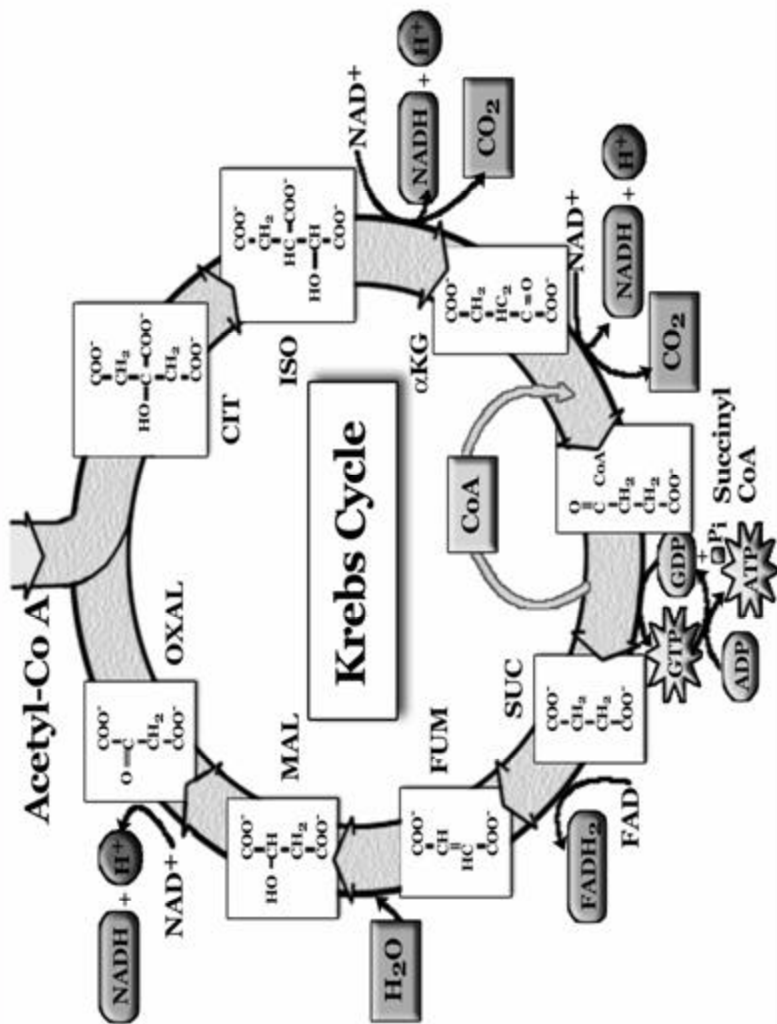 Acetyl-Co A
NADH + H⁺
NAD⁺
COO⁻
O=C
CH₂
COO⁻
OXAL
COO⁻
CH₂
HO-C-COO⁻
CH₂
COO⁻
CIT
COO⁻
HO-CH
CH₂
COO⁻
MAL
COO⁻
CH₂
HC-COO⁻
HO-CH
COO⁻
ISO
NAD⁺
NADH + H⁺
CO₂
Krebs Cycle
H₂O
COO⁻
CH
HC
COO⁻
FUM
αKG
COO⁻
CH₂
HC₂
C=O
COO⁻
NAD⁺
NADH + H⁺
CO₂
CoA
SUC
COO⁻
CH₂
CH₂
COO⁻
O
C CoA
CH₂
CH₂
COO⁻
Succinyl
CoA
FADH₂
FAD
GTP
GDP + Pi
ADP
ATP